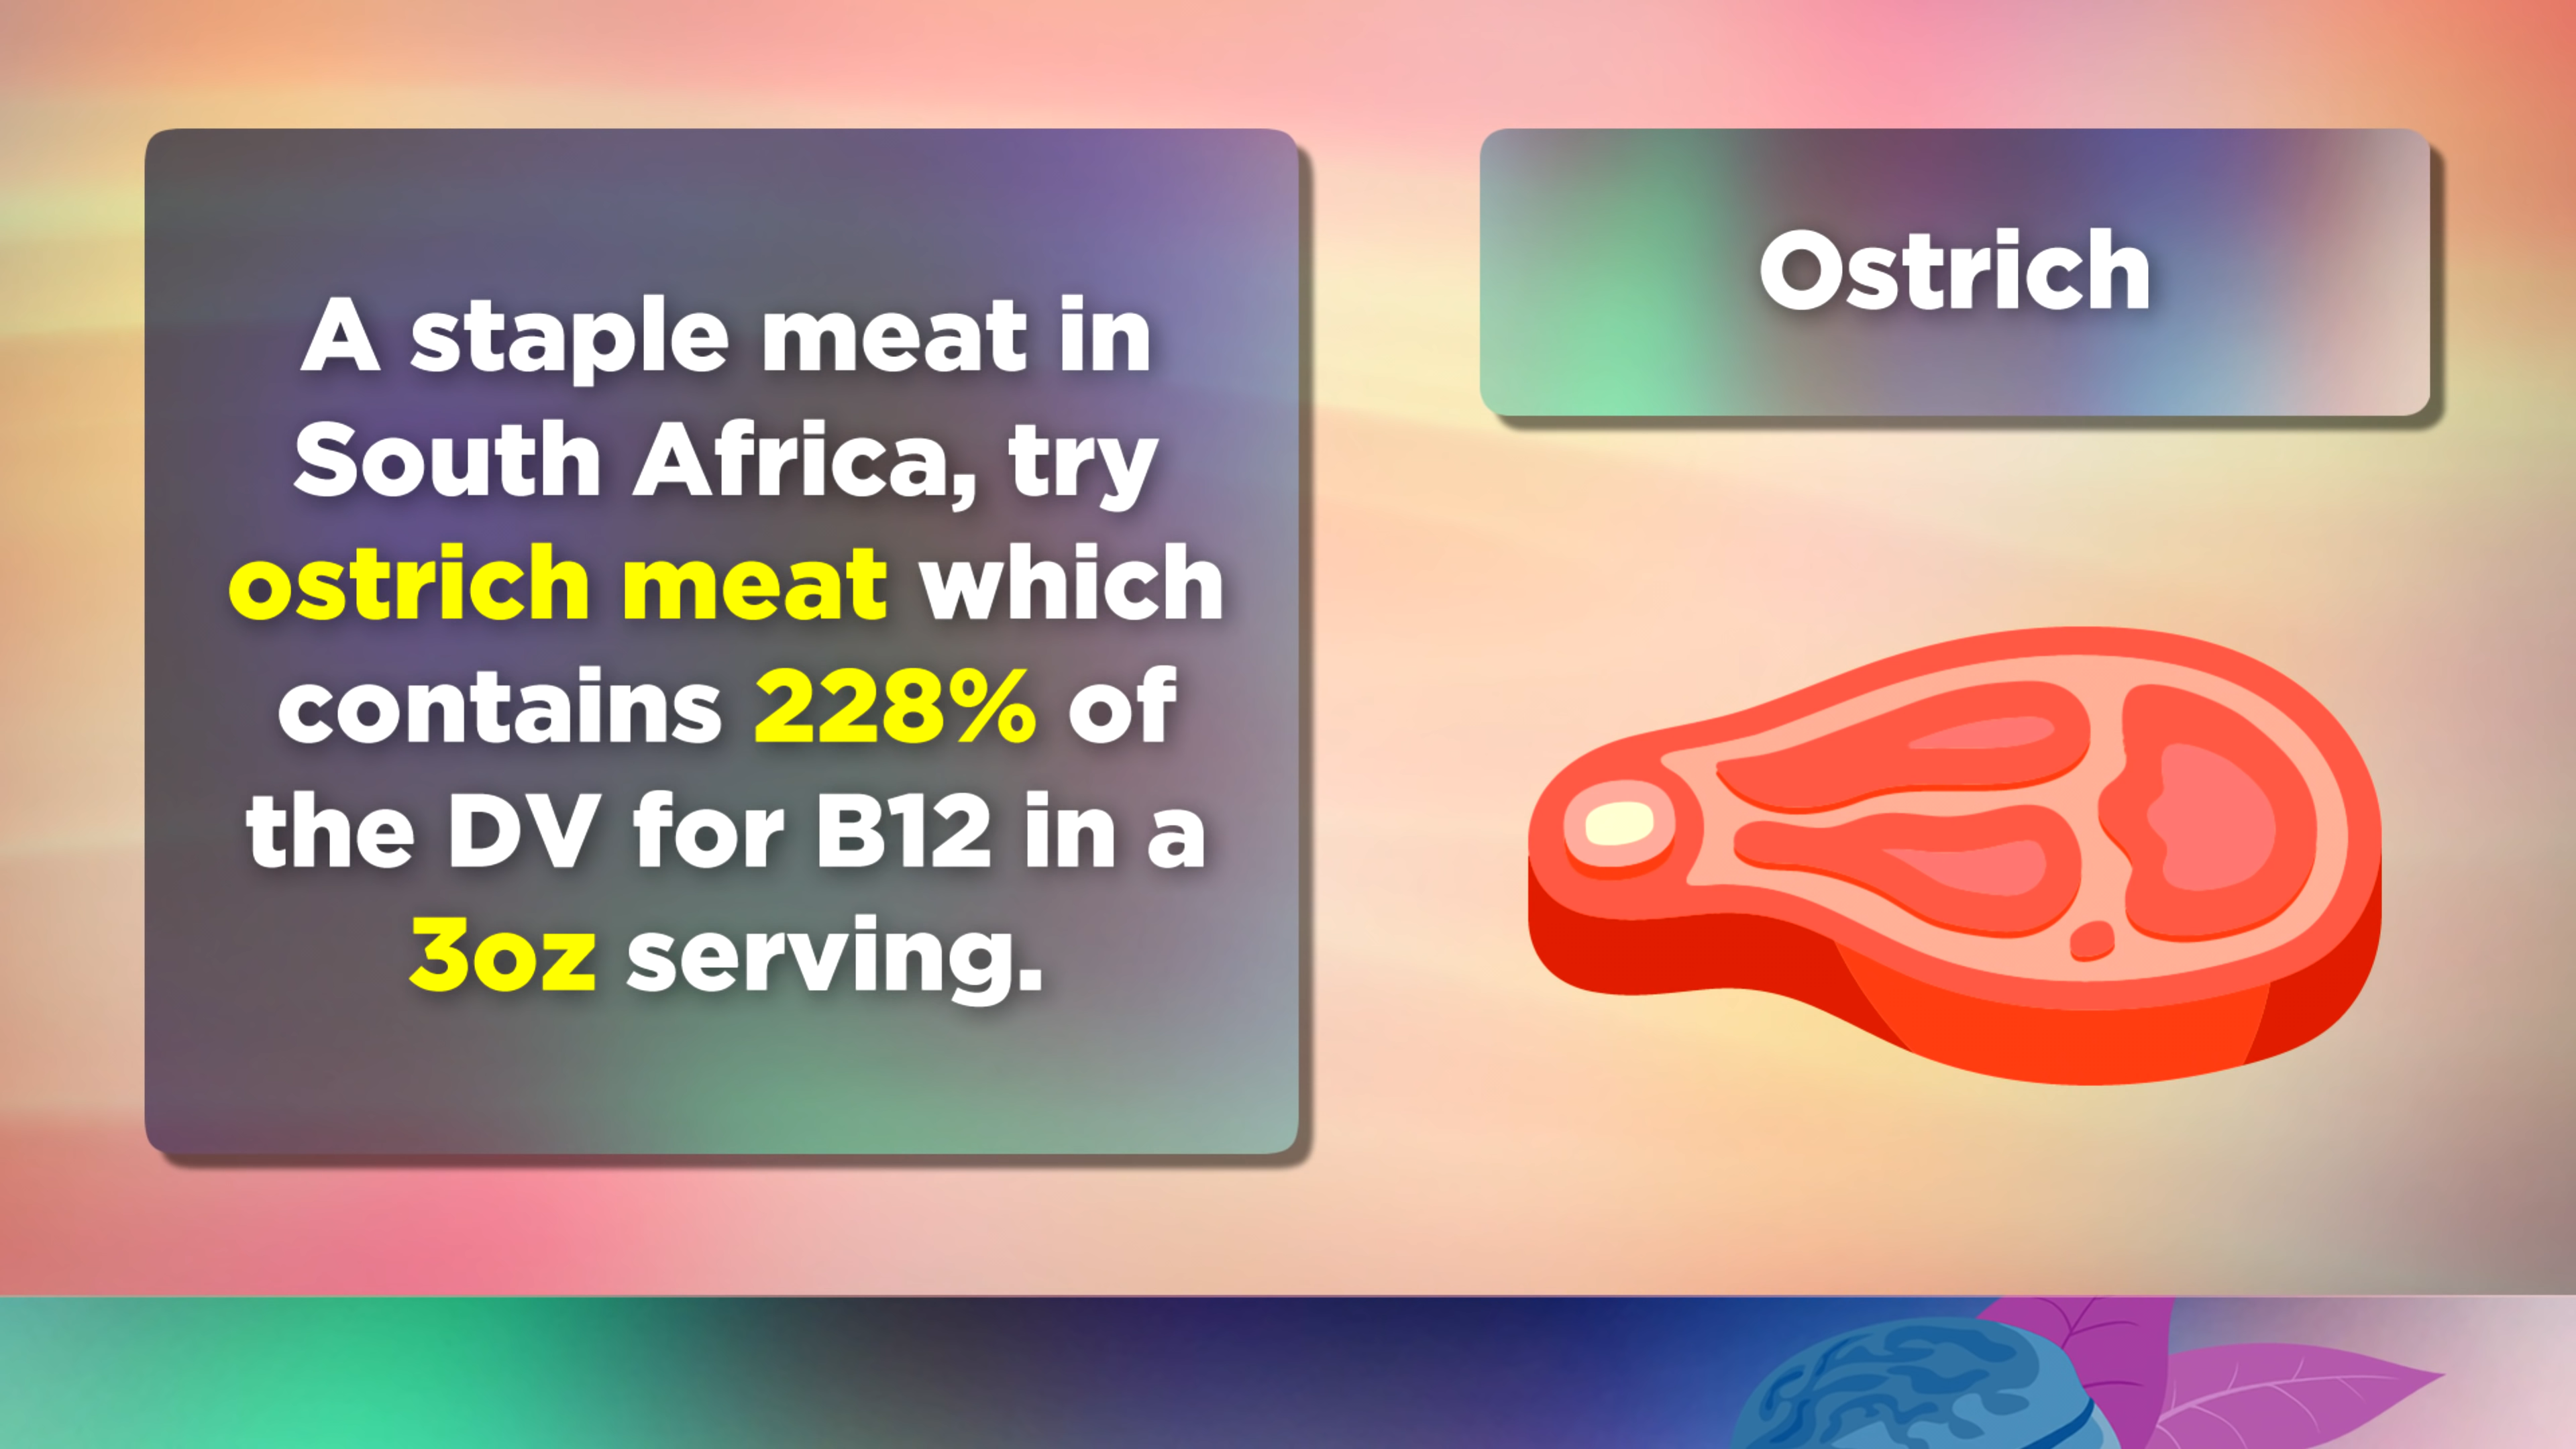 A staple meat in
South Africa, try
ostrich meat which
contains 228% of
the DV for B12 in a
3oz serving.
Ostrich